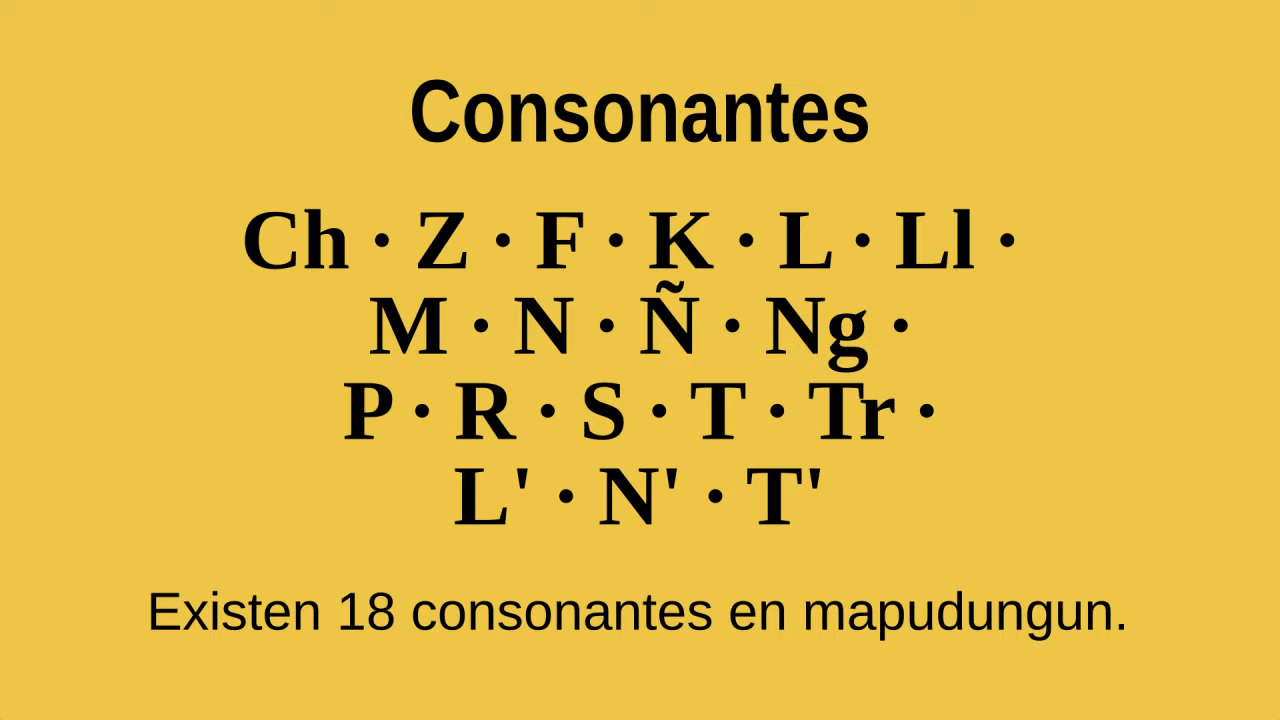 Consonantes
Ch · Z · F · K · L · Ll ·
M · N · Ñ · Ng ·
P · R · S · T · Tr ·
L' · N' · T'
Existen 18 consonantes en mapudungun.